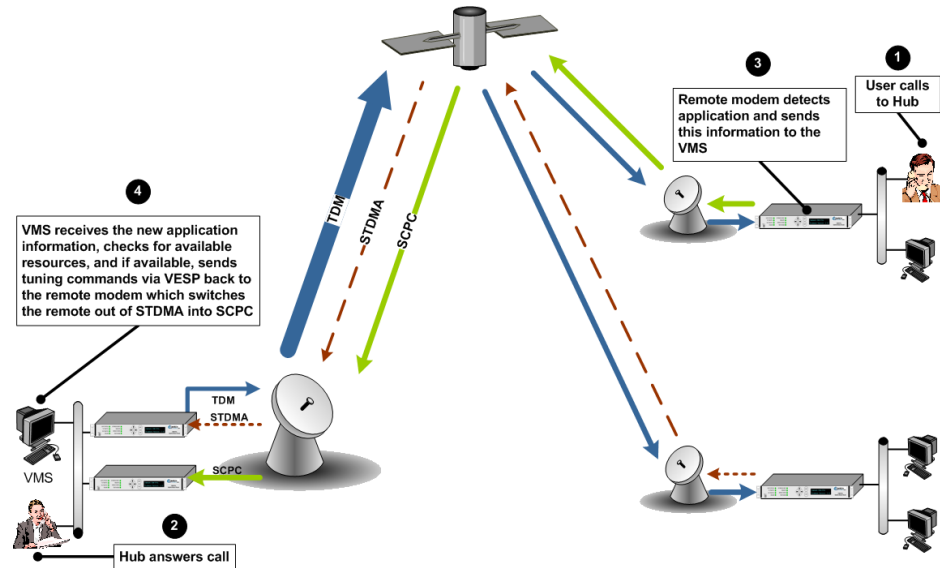 1
User calls
to Hub
3
Remote modem detects
application and sends
this information to the
VMS
4
VMS receives the new application
information, checks for available
resources, and if available, sends
tuning commands via VESP back to
the remote modem which switches
the remote out of STDMA into SCPC
TDM
STDMA
SCPC
TDM
STDMA
SCPC
VMS
2
Hub answers call